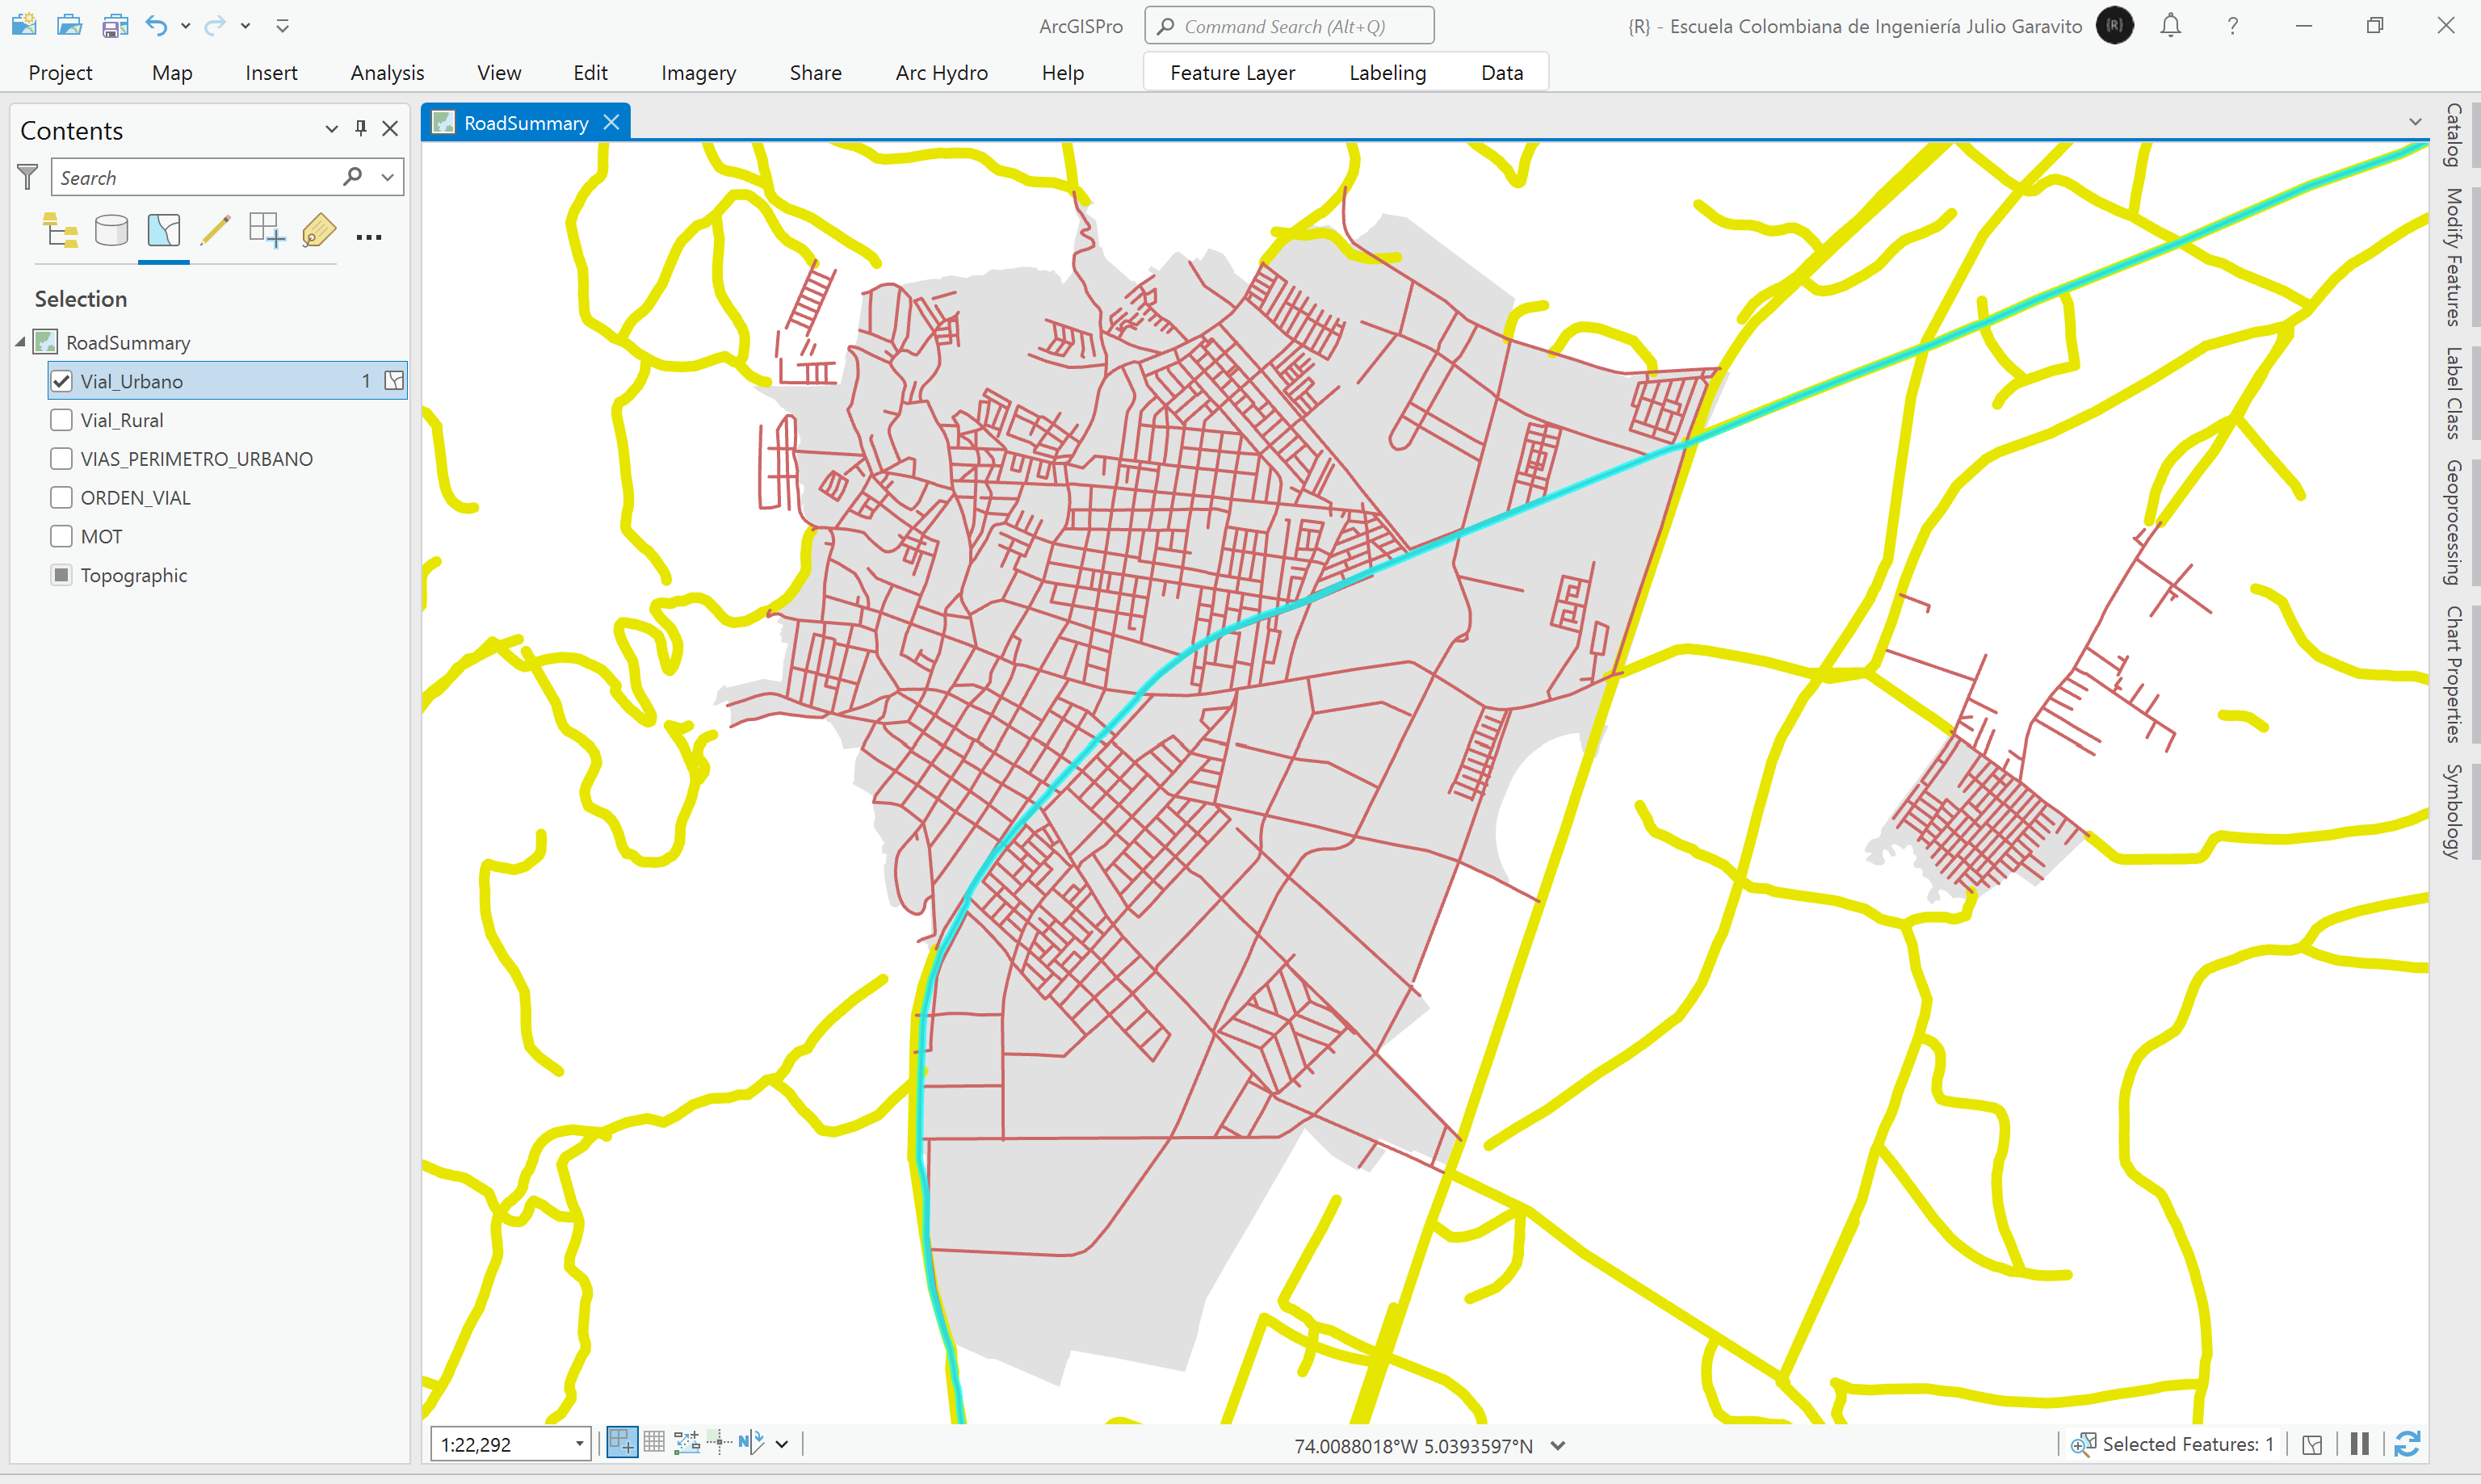 ArcGISPro
Command Search (Alt+Q)
{R} - Escuela Colombiana de Ingeniería Julio Garavito
{R}
?
Project
Map
Insert
Analysis
View
Edit
Imagery
Share
Arc Hydro
Help
Feature Layer
Labeling
Data
Contents
Search
Selection
RoadSummary
Vial_Urbano 1
Vial_Rural
VIAS_PERIMETRO_URBANO
ORDEN_VIAL
MOT
Topographic
RoadSummary
Catalog
Modify Features
Label Class
Geoprocessing
Chart Properties
Symbology
1:22,292
N
74.0088018°W 5.0393597°N
Selected Features: 1